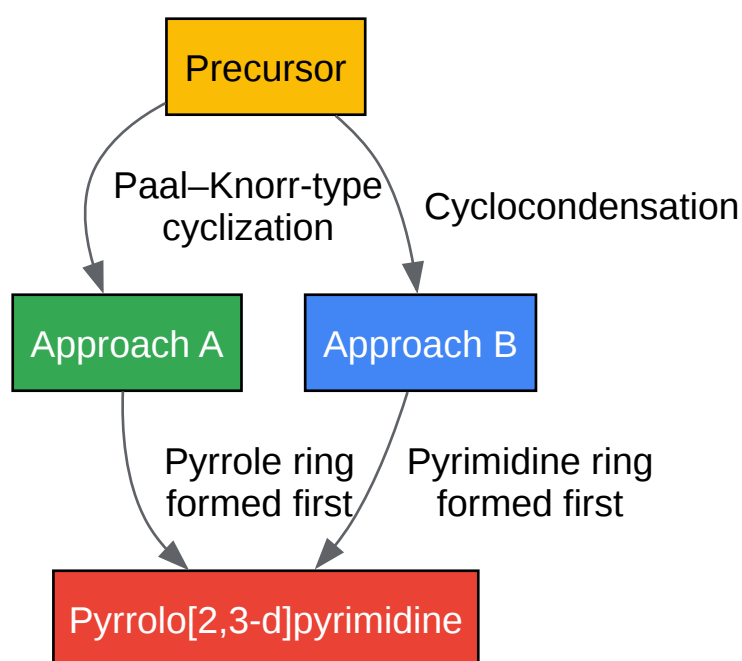 Precursor
Paal–Knorr-type
cyclization
Cyclocondensation
Approach A
Approach B
Pyrrole ring
formed first
Pyrimidine ring
formed first
Pyrrolo[2,3-d]pyrimidine